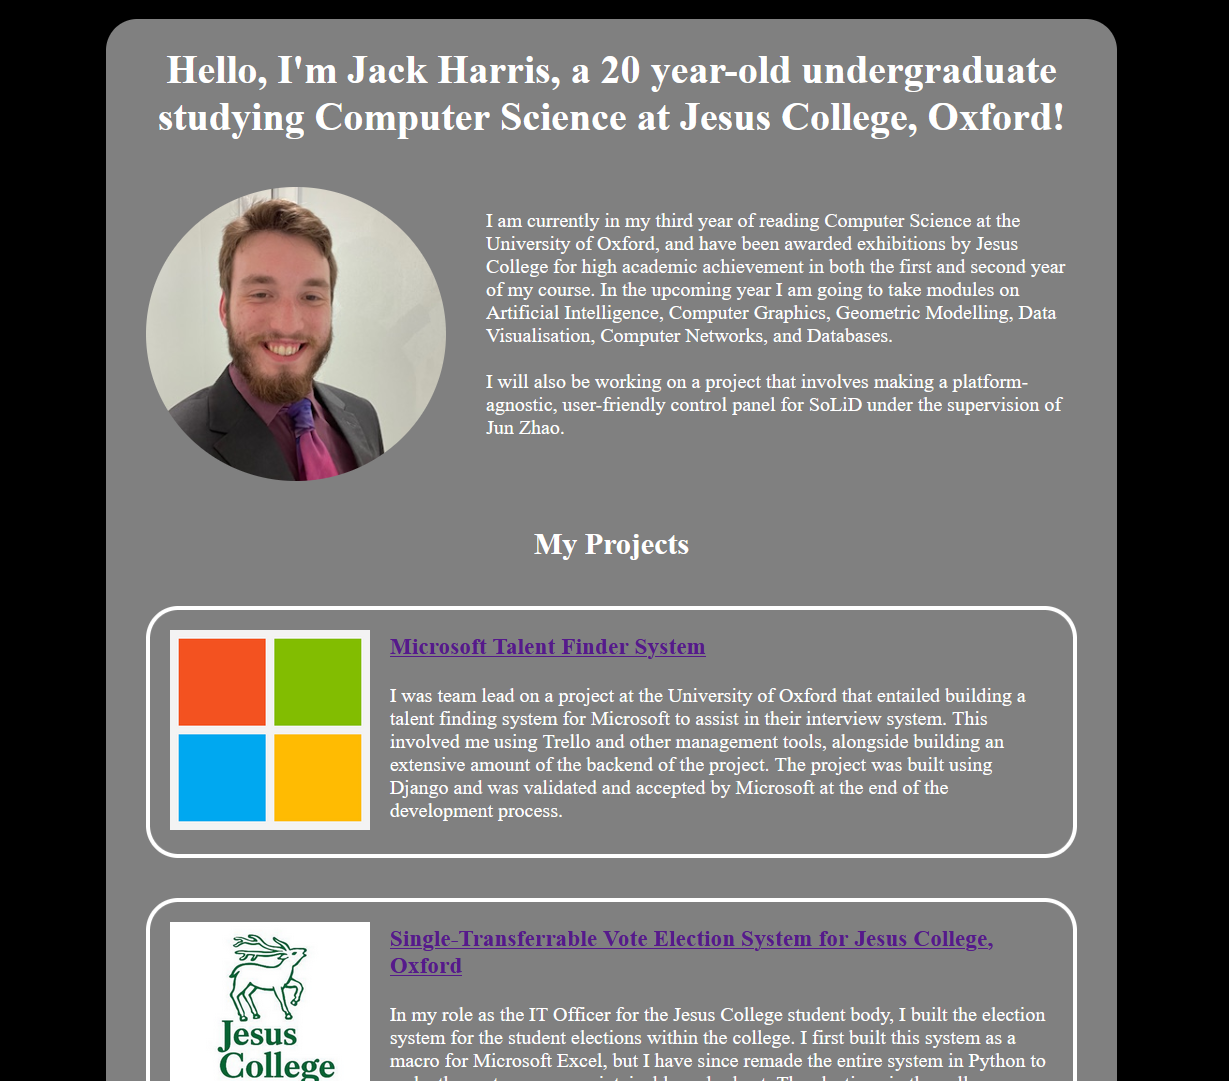 Hello, I'm Jack Harris, a 20 year-old undergraduate
studying Computer Science at Jesus College, Oxford!
I am currently in my third year of reading Computer Science at the
University of Oxford, and have been awarded exhibitions by Jesus
College for high academic achievement in both the first and second year
of my course. In the upcoming year I am going to take modules on
Artificial Intelligence, Computer Graphics, Geometric Modelling, Data
Visualisation, Computer Networks, and Databases.
I will also be working on a project that involves making a platform-
agnostic, user-friendly control panel for SoLiD under the supervision of
Jun Zhao.
My Projects
Microsoft Talent Finder System
I was team lead on a project at the University of Oxford that entailed building a
talent finding system for Microsoft to assist in their interview system. This
involved me using Trello and other management tools, alongside building an
extensive amount of the backend of the project. The project was built using
Django and was validated and accepted by Microsoft at the end of the
development process.
Jesus
College
Single-Transferrable Vote Election System for Jesus College,
Oxford
In my role as the IT Officer for the Jesus College student body, I built the election
system for the student elections within the college. I first built this system as a
macro for Microsoft Excel, but I have since remade the entire system in Python to